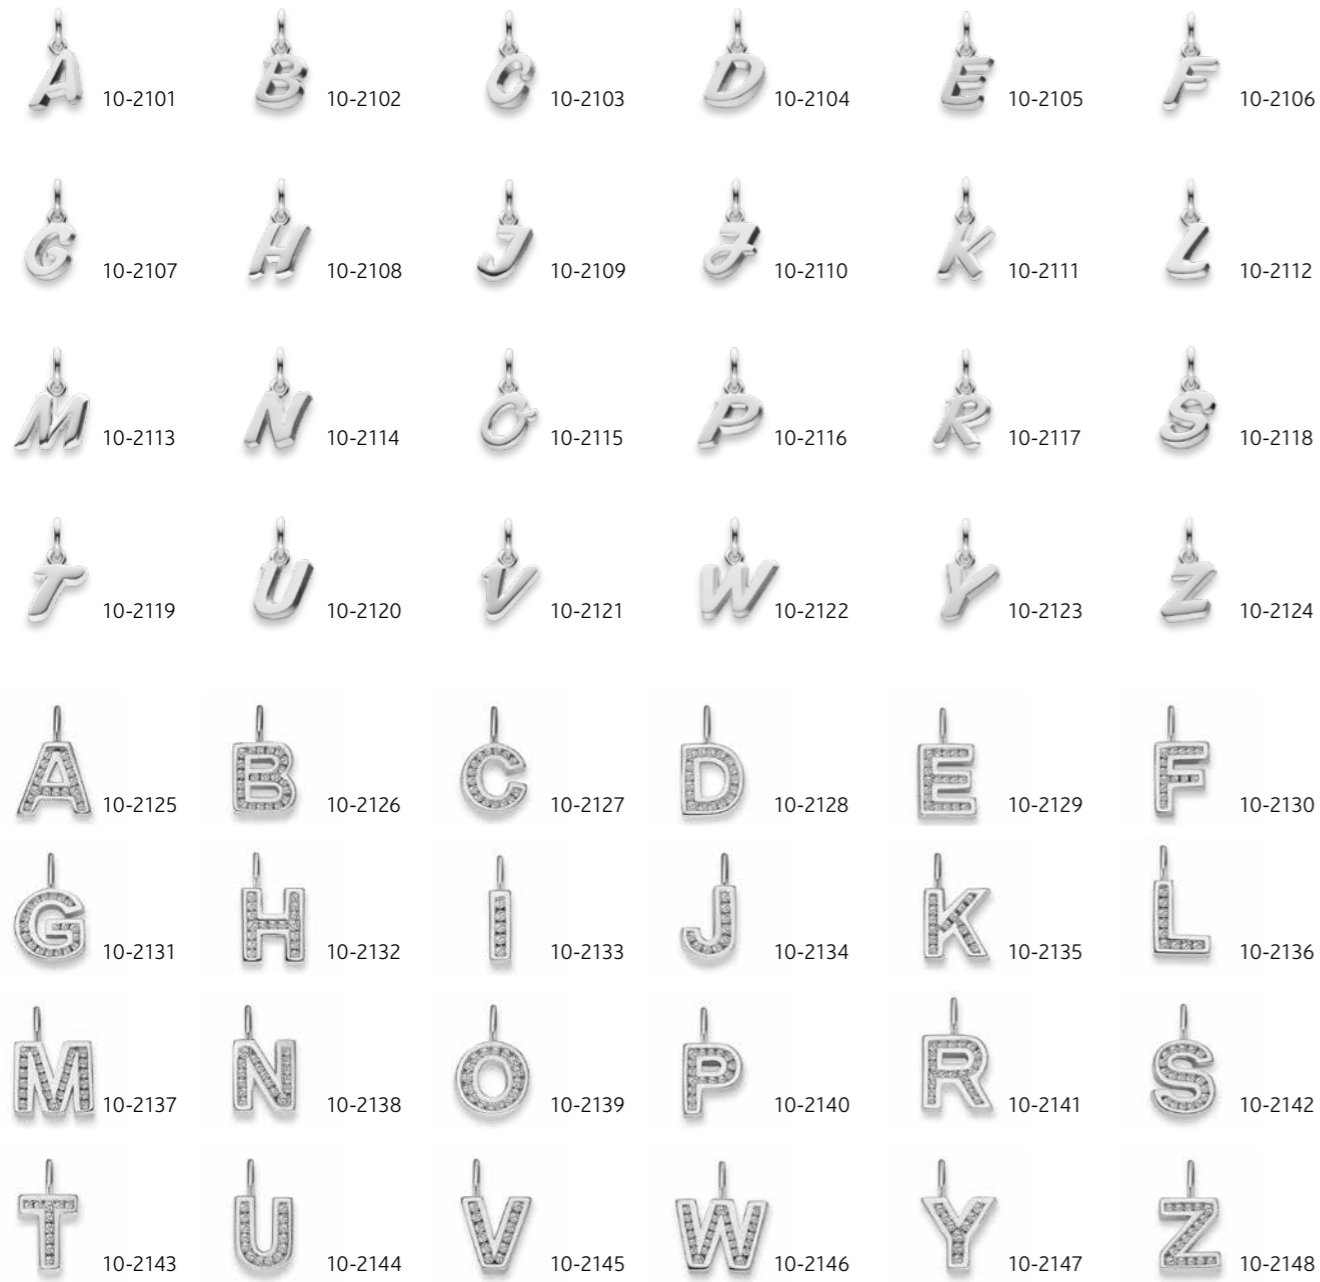 A 10-2101 B 10-2102 C 10-2103 D 10-2104 E 10-2105 F 10-2106
G 10-2107 H 10-2108 I 10-2109 J 10-2110 K 10-2111 L 10-2112
M 10-2113 N 10-2114 O 10-2115 P 10-2116 R 10-2117 S 10-2118
T 10-2119 U 10-2120 V 10-2121 W 10-2122 Y 10-2123 Z 10-2124
A 10-2125 B 10-2126 C 10-2127 D 10-2128 E 10-2129 F 10-2130
G 10-2131 H 10-2132 I 10-2133 J 10-2134 K 10-2135 L 10-2136
M 10-2137 N 10-2138 O 10-2139 P 10-2140 R 10-2141 S 10-2142
T 10-2143 U 10-2144 V 10-2145 W 10-2146 Y 10-2147 Z 10-2148